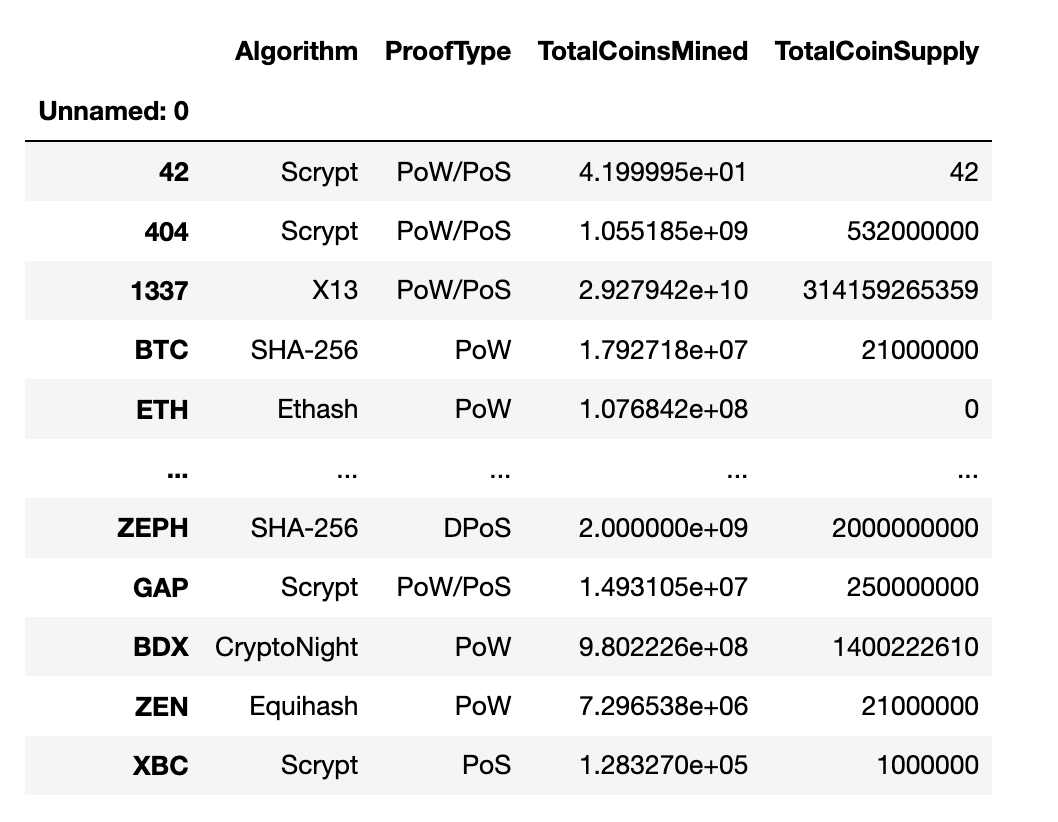 Algorithm ProofType TotalCoinsMined TotalCoinSupply
Unnamed: 0
42 Scrypt PoW/PoS 4.199995e+01 42
404 Scrypt PoW/PoS 1.055185e+09 532000000
1337 X13 PoW/PoS 2.927942e+10 314159265359
BTC SHA-256 PoW 1.792718e+07 21000000
ETH Ethash PoW 1.076842e+08 0
... ... ... ... ...
ZEPH SHA-256 DPoS 2.000000e+09 2000000000
GAP Scrypt PoW/PoS 1.493105e+07 250000000
BDX CryptoNight PoW 9.802226e+08 1400222610
ZEN Equihash PoW 7.296538e+06 21000000
XBC Scrypt PoS 1.283270e+05 1000000